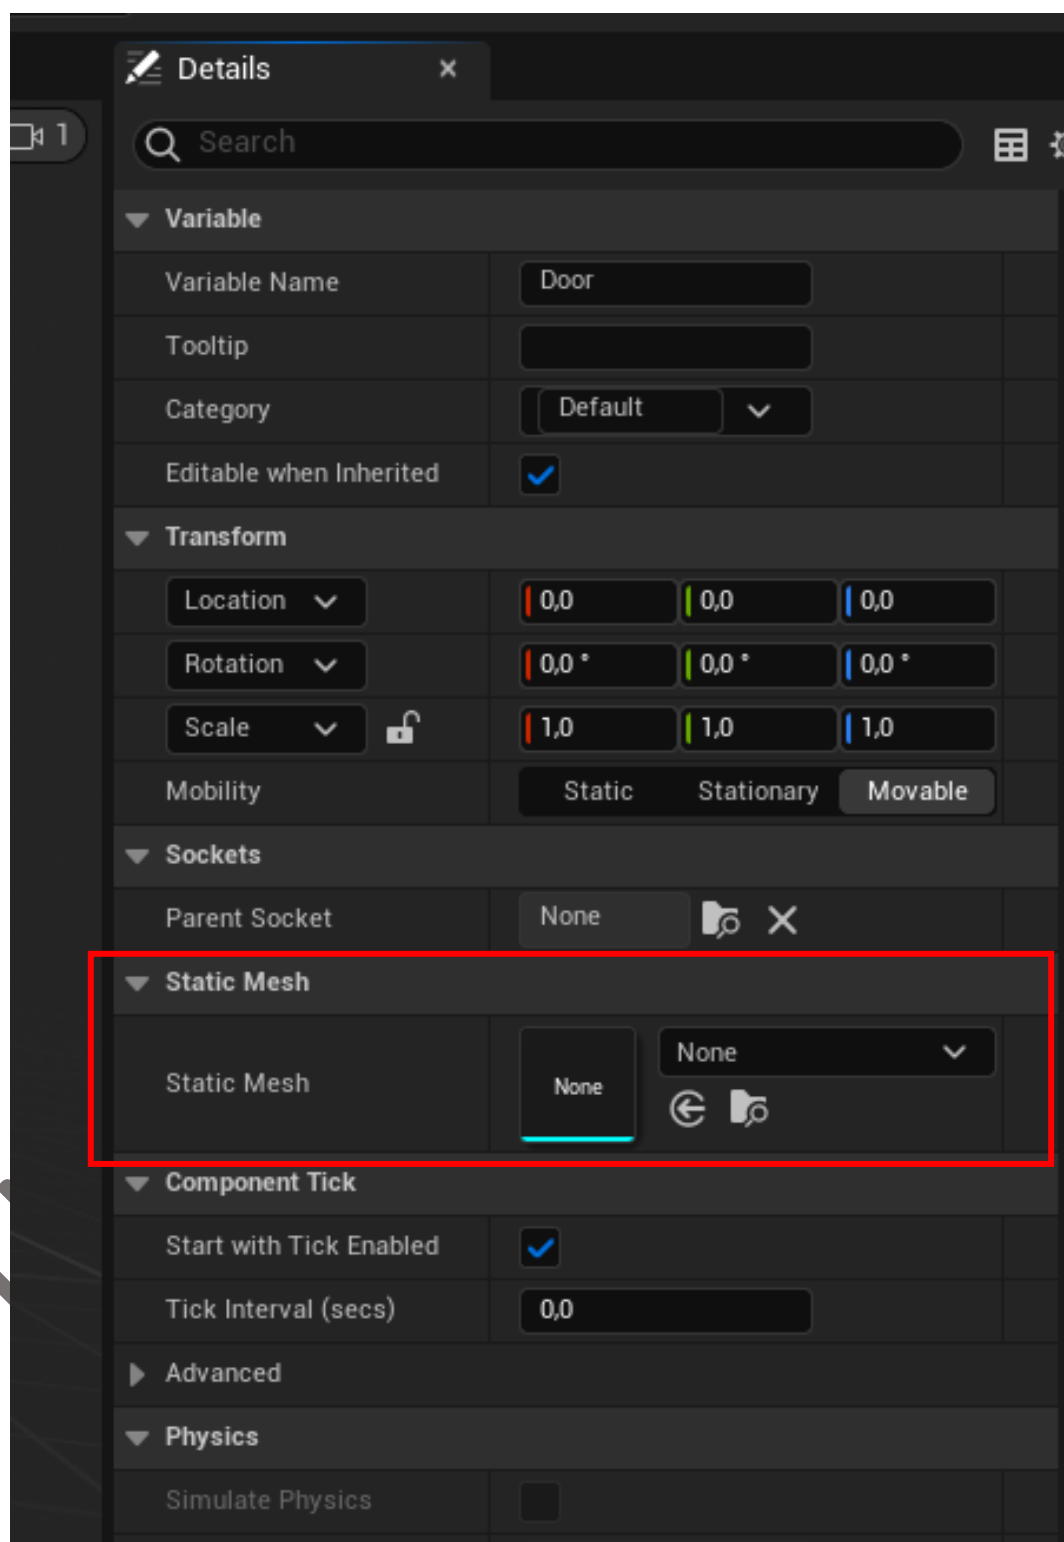 Details
1
Search
Variable
Variable Name Door
Tooltip
Category Default
Editable when Inherited
Transform
Location 0,0 0,0 0,0
Rotation 0,0 ° 0,0 ° 0,0 °
Scale 1,0 1,0 1,0
Mobility Static Stationary Movable
Sockets
Parent Socket None
Static Mesh
None
Static Mesh None
Component Tick
Start with Tick Enabled
Tick Interval (secs) 0,0
Advanced
Physics
Simulate Physics